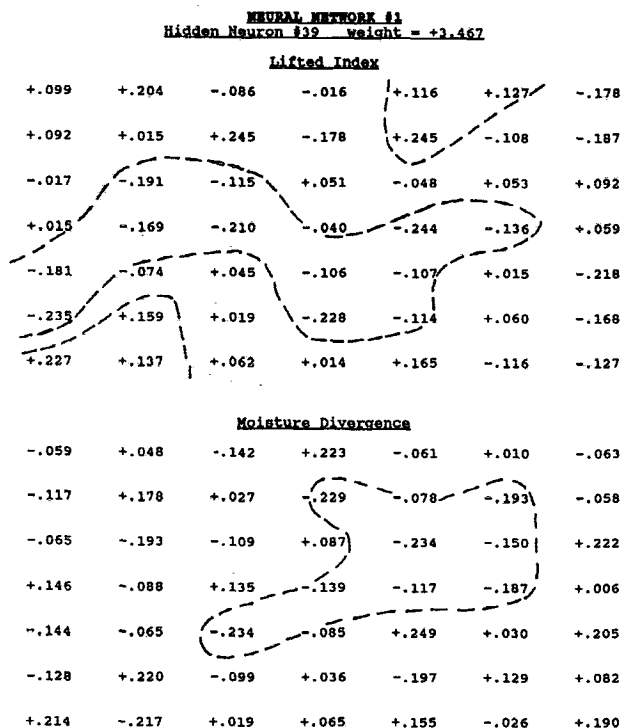 NEURAL NETWORK #1
Hidden Neuron #39 weight = +3.467
Lifted Index
+.099 +.204 -.086 -.016 +.116 +.127 -.178
+.092 +.015 +.245 -.178 +.245 -.108 -.187
-.017 -.191 -.115 +.051 -.048 +.053 +.092
+.015 -.169 -.210 -.040 -.244 -.136 +.059
-.181 -.074 +.045 -.106 -.107 +.015 -.218
-.235 +.159 +.019 -.228 -.114 +.060 -.168
+.227 +.137 +.062 +.014 +.165 -.116 -.127
Moisture Divergence
-.059 +.048 -.142 +.223 -.061 +.010 -.063
-.117 +.178 +.027 -.229 -.078 -.193 -.058
-.065 -.193 -.109 +.087 -.234 -.150 +.222
+.146 -.088 +.135 -.139 -.117 -.187 +.006
-.144 -.065 -.234 -.085 +.249 +.030 +.205
-.128 +.220 -.099 +.036 -.197 +.129 +.082
+.214 -.217 +.019 +.065 +.155 -.026 +.190